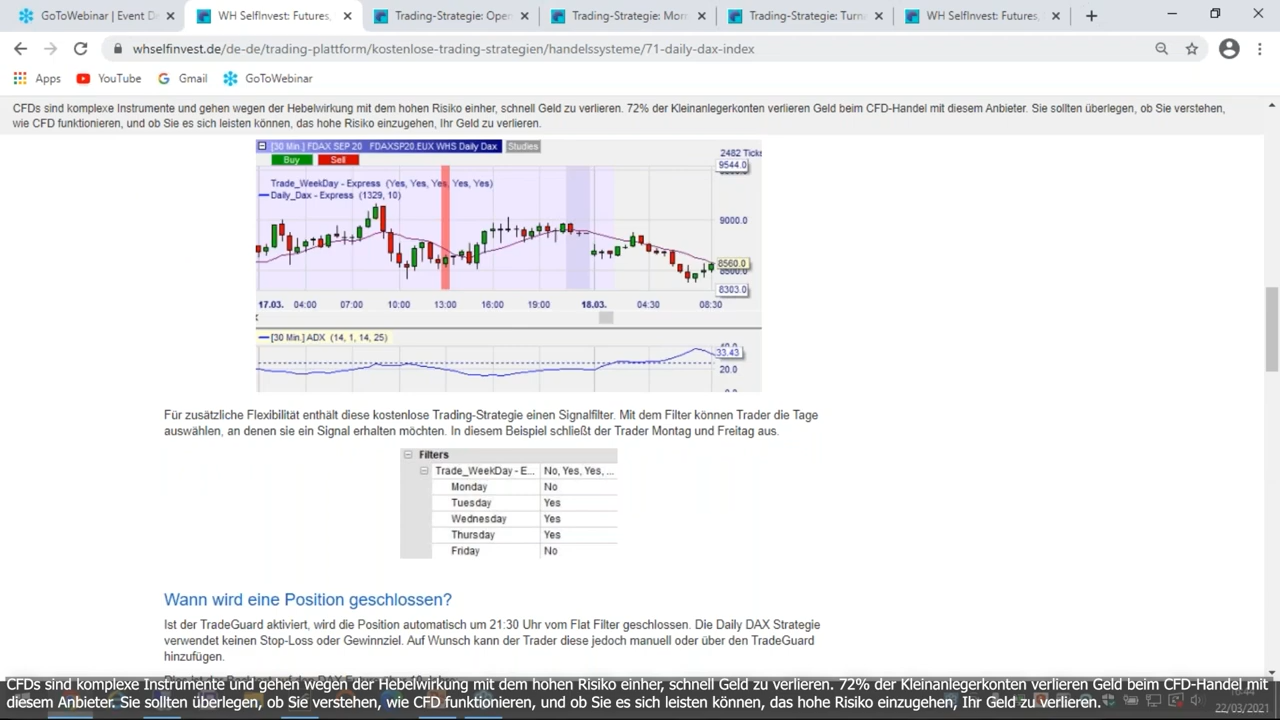 GoToWebinar | Event D
WH SelfInvest: Futures,
Trading-Strategie: Oper
Trading-Strategie: Morr
Trading-Strategie: Turn
WH SelfInvest: Futures,
whselfinvest.de/de-de/trading-plattform/kostenlose-trading-strategien/handelssysteme/71-daily-dax-index
Apps YouTube Gmail GoToWebinar
CFDs sind komplexe Instrumente und gehen wegen der Hebelwirkung mit dem hohen Risiko einher, schnell Geld zu verlieren. 72% der Kleinanlegerkonten verlieren Geld beim CFD-Handel mit diesem Anbieter. Sie sollten überlegen, ob Sie verstehen,
wie CFD funktionieren, und ob Sie es sich leisten können, das hohe Risiko einzugehen, Ihr Geld zu verlieren.
[30 Min.] FDAX SEP 20 FDAXSP20.EUX WHS Daily Dax Studies
2482 Ticks
Buy Sell
9544.0
Trade_WeekDay - Express (Yes, Yes, Yes, Yes, Yes)
Daily_Dax - Express (1329, 10)
9000.0
8560.0
8303.0
17.03. 04:00 07:00 10:00 13:00 16:00 19:00 18.03. 04:30 08:30
[30 Min.] ADX (14, 1, 14, 25)
33.43
20.0
Für zusätzliche Flexibilität enthält diese kostenlose Trading-Strategie einen Signalfilter. Mit dem Filter können Trader die Tage
auswählen, an denen sie ein Signal erhalten möchten. In diesem Beispiel schließt der Trader Montag und Freitag aus.
Filters
Trade_WeekDay - E... No, Yes, Yes, ...
Monday No
Tuesday Yes
Wednesday Yes
Thursday Yes
Friday No
Wann wird eine Position geschlossen?
Ist der TradeGuard aktiviert, wird die Position automatisch um 21:30 Uhr vom Flat Filter geschlossen. Die Daily DAX Strategie
verwendet keinen Stop-Loss oder Gewinnziel. Auf Wunsch kann der Trader diese jedoch manuell oder über den TradeGuard
hinzufügen.
CFDs sind komplexe Instrumente und gehen wegen der Hebelwirkung mit dem hohen Risiko einher, schnell Geld zu verlieren. 72% der Kleinanlegerkonten verlieren Geld beim CFD-Handel mit
diesem Anbieter. Sie sollten überlegen, ob Sie verstehen, wie CFD funktionieren, und ob Sie es sich leisten können, das hohe Risiko einzugehen, Ihr Geld zu verlieren.
22/03/2021